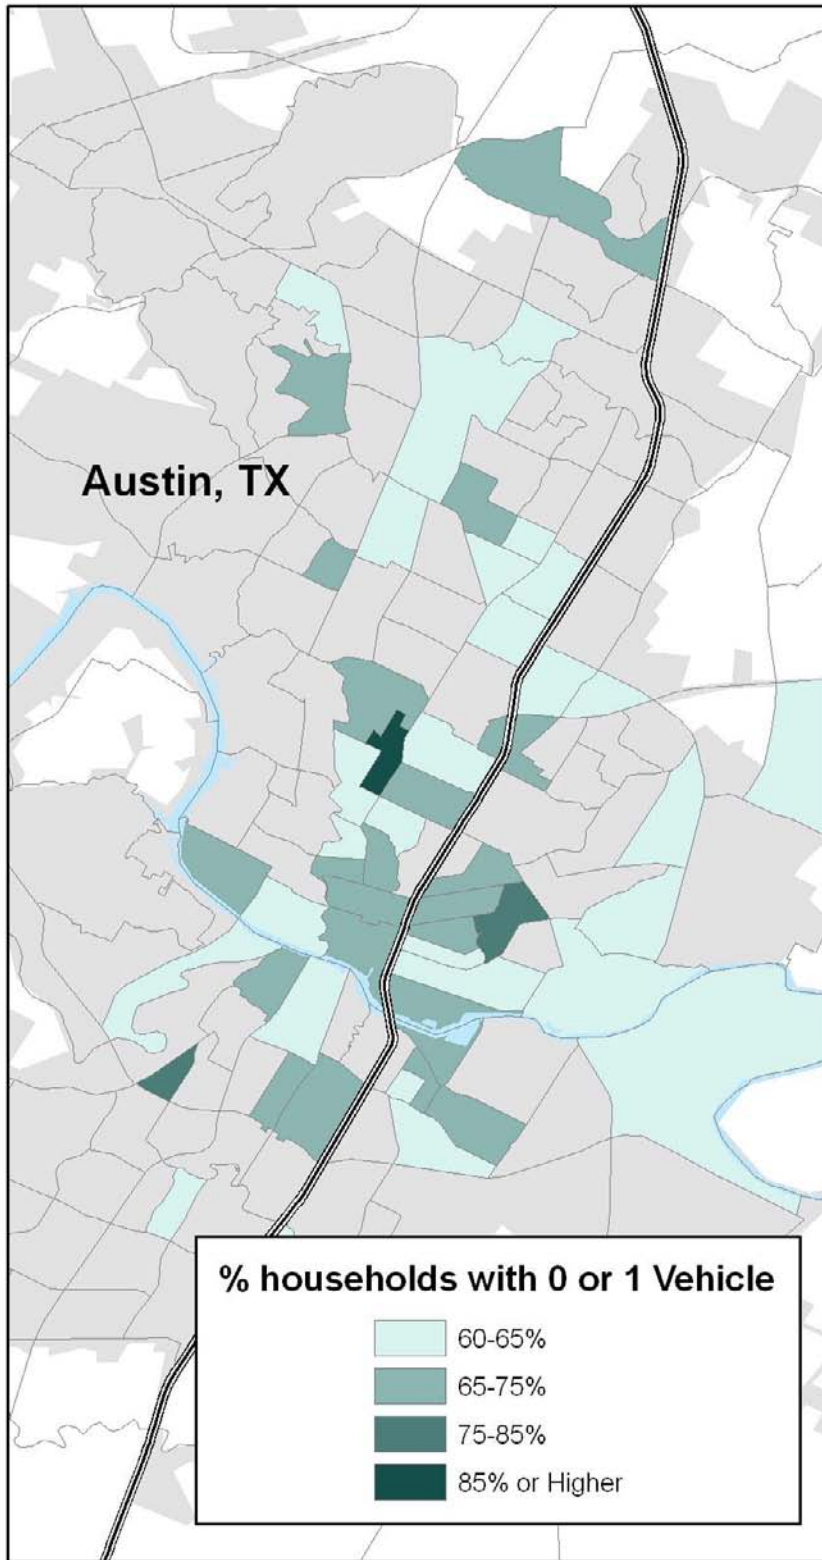 Austin, TX
% households with 0 or 1 Vehicle
60-65%
65-75%
75-85%
85% or Higher